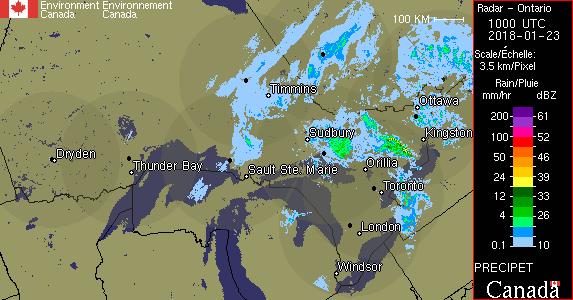 Environment Environnement
Canada Canada
100 KM
Timmins
Ottawa
Sudbury
Kingston
Dryden
Thunder Bay
Sault Ste. Marie
Orillia
Toronto
London
Windsor
Radar - Ontario
1000 UTC
2018-01-23
Scale/Échelle:
3.5 km/Pixel
Rain/Pluie
mm/hr dBZ
200 61
100 52
50 46
24 39
12 33
4 26
0.1 10
PRECIPET
Canada